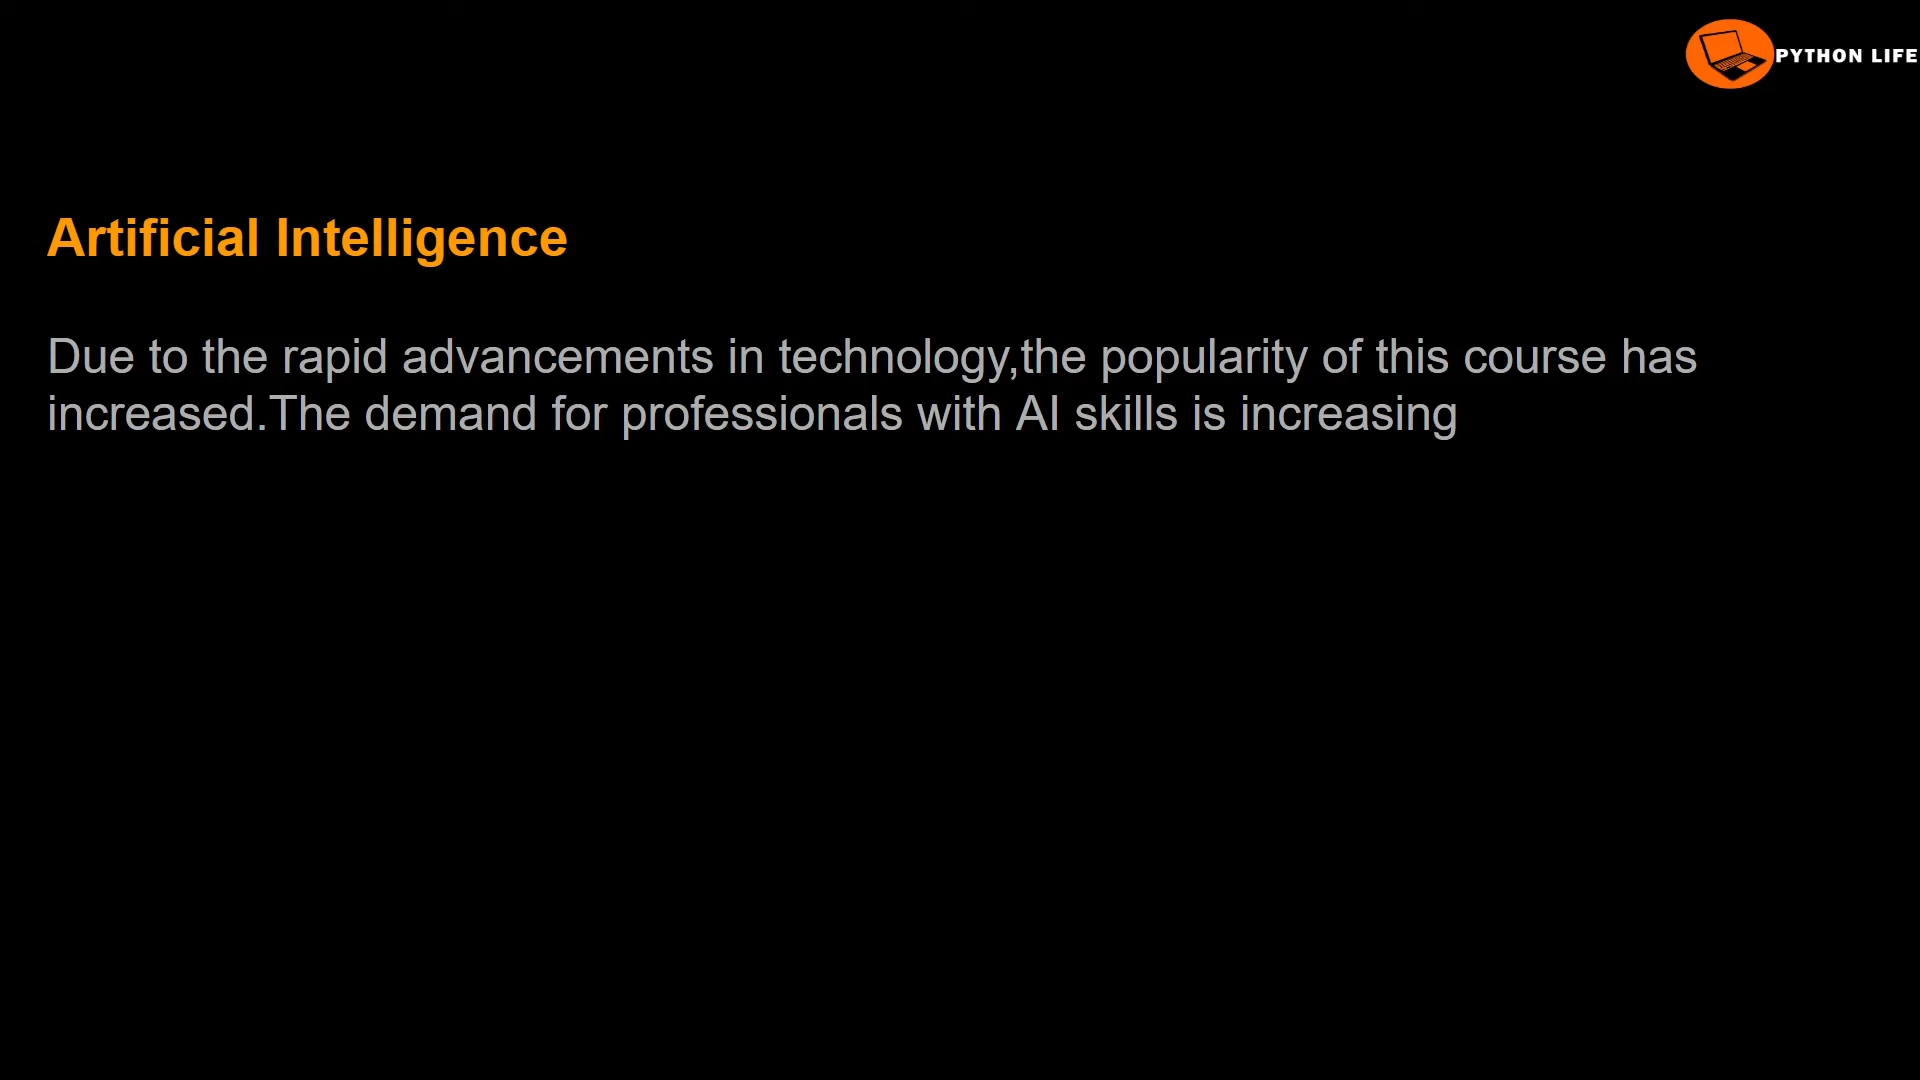 PYTHON LIFE
Artificial Intelligence
Due to the rapid advancements in technology,the popularity of this course has
increased.The demand for professionals with AI skills is increasing